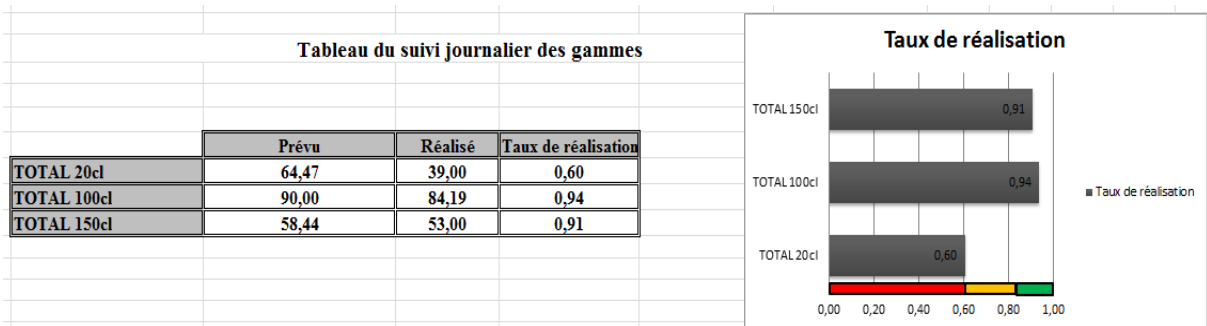 Tableau du suivi journalier des gammes
Prévu Réalisé Taux de réalisation
TOTAL 20cl 64,47 39,00 0,60
TOTAL 100cl 90,00 84,19 0,94
TOTAL 150cl 58,44 53,00 0,91
Taux de réalisation
TOTAL 150cl 0,91
TOTAL 100cl 0,94
TOTAL 20cl 0,60
0,00 0,20 0,40 0,60 0,80 1,00
Taux de réalisation